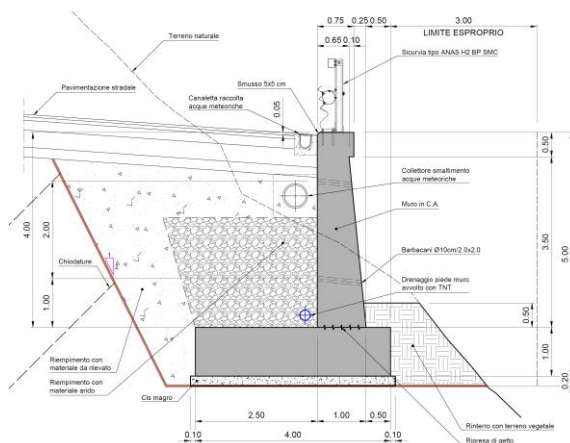 0.75 0.25 0.50 3.00
0.65 0.10
LIMITE ESPROPRIO
Terreno naturale
Sicurvia tipo ANAS H2 BP SMC
Smusso 5x5 cm
Pavimentazione stradale
Canaletta raccolta
acque meteoriche
0.05
0.50
Collettore smaltimento
acque meteoriche
Muro in C.A.
4.00
2.00
3.50
5.00
1
2
Chiodature
Barbacani Ø10cm/2.0x2.0
Drenaggio piede muro
avvolto con TNT
1.00
0.50
Riempimento con
materiale da rilevato
1.00
Riempimento con
materiale arido
0.20
Cls magro
Rinterro con terreno vegetale
2.50 1.00 0.50
Ripresa di getto
0.10 4.00 0.10